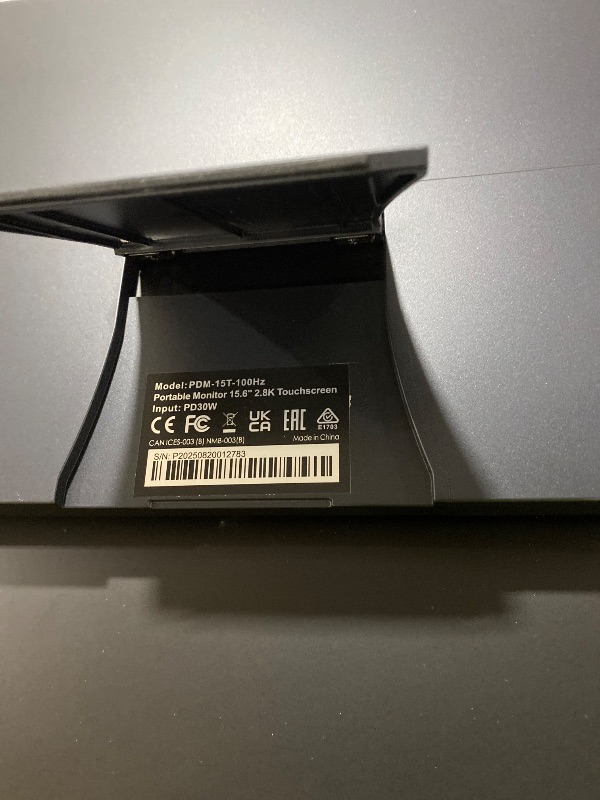 Model: PDM-15T-100Hz
Portable Monitor 15.6" 2.8K Touchscreen
Input: PD30W
CE FC UK CA EAC E1703
CAN ICES-003 (B) NMB-003(B) Made in China
S/N: P20250820012783